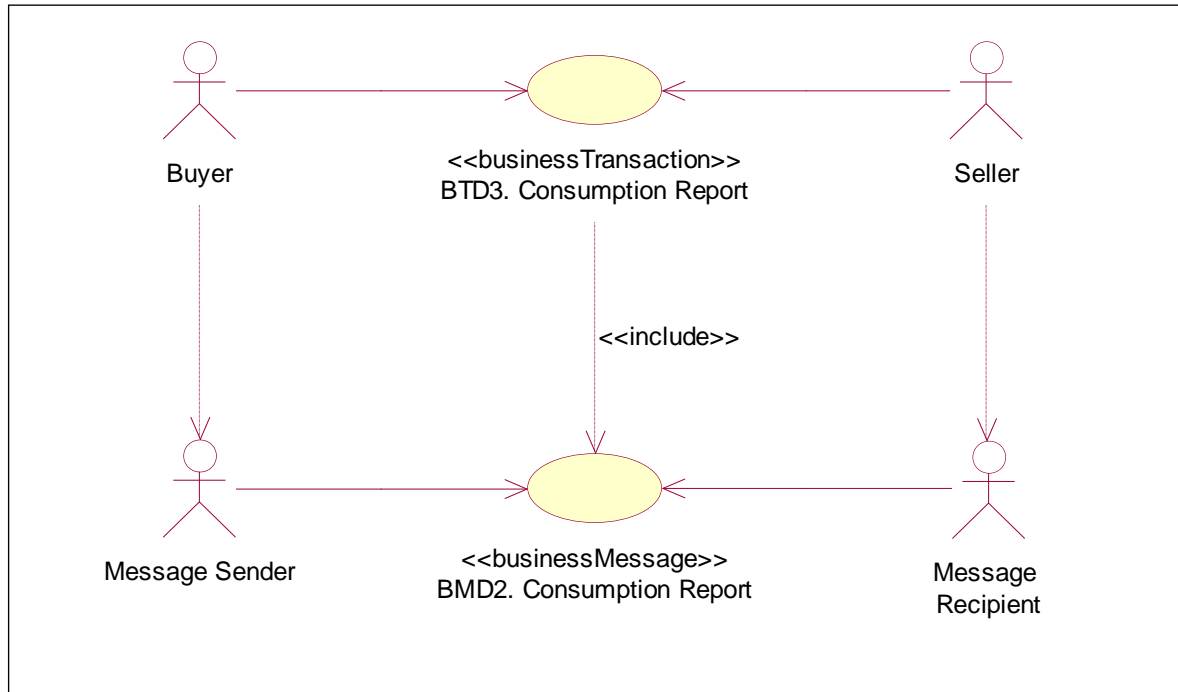 Buyer
<<businessTransaction>>
BTD3. Consumption Report
Seller
<<include>>
Message Sender
<<businessMessage>>
BMD2. Consumption Report
Message
Recipient